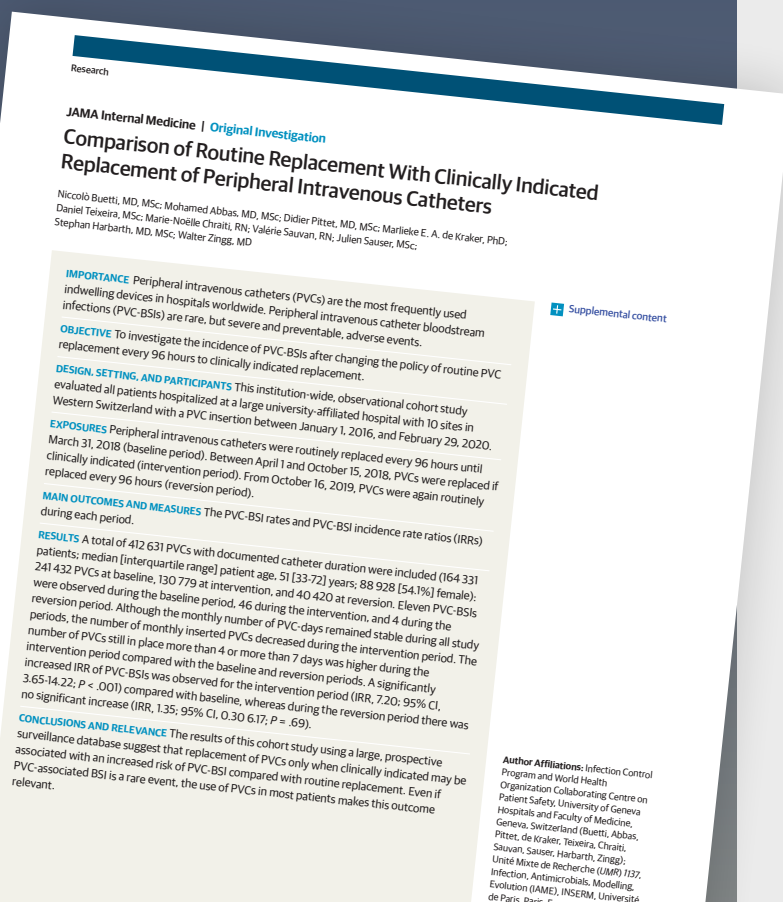 Research
JAMA Internal Medicine | Original Investigation
Comparison of Routine Replacement With Clinically Indicated
Replacement of Peripheral Intravenous Catheters
Niccolò Buetti, MD, MSc; Mohamed Abbas, MD, MSc; Didier Pittet, MD, MSc; Marlieke E. A. de Kraker, PhD;
Daniel Teixeira, MSc; Marie-Noëlle Chraiti, RN; Valérie Sauvan, RN; Julien Sauser, MSc;
Stephan Harbarth, MD, MSc; Walter Zingg, MD
IMPORTANCE Peripheral intravenous catheters (PVCs) are the most frequently used
indwelling devices in hospitals worldwide. Peripheral intravenous catheter bloodstream
infections (PVC-BSIs) are rare, but severe and preventable, adverse events.
OBJECTIVE To investigate the incidence of PVC-BSIs after changing the policy of routine PVC
replacement every 96 hours to clinically indicated replacement.
DESIGN, SETTING, AND PARTICIPANTS This institution-wide, observational cohort study
evaluated all patients hospitalized at a large university-affiliated hospital with 10 sites in
Western Switzerland with a PVC insertion between January 1, 2016, and February 29, 2020.
EXPOSURES Peripheral intravenous catheters were routinely replaced every 96 hours until
March 31, 2018 (baseline period). Between April 1 and October 15, 2018, PVCs were replaced if
clinically indicated (intervention period). From October 16, 2019, PVCs were again routinely
replaced every 96 hours (reversion period).
MAIN OUTCOMES AND MEASURES The PVC-BSI rates and PVC-BSI incidence rate ratios (IRRs)
during each period.
RESULTS A total of 412 631 PVCs with documented catheter duration were included (164 331
patients; median [interquartile range] patient age, 51 [33-72] years; 88 928 [54.1%] female):
241 432 PVCs at baseline, 130 779 at intervention, and 40 420 at reversion. Eleven PVC-BSIs
were observed during the baseline period, 46 during the intervention, and 4 during the
reversion period. Although the monthly number of PVC-days remained stable during all study
periods, the number of monthly inserted PVCs decreased during the intervention period. The
number of PVCs still in place more than 4 or more than 7 days was higher during the
intervention period compared with the baseline and reversion periods. A significantly
increased IRR of PVC-BSIs was observed for the intervention period (IRR, 7.20; 95% CI,
3.65-14.22; P < .001) compared with baseline, whereas during the reversion period there was
no significant increase (IRR, 1.35; 95% CI, 0.30 6.17; P = .69).
CONCLUSIONS AND RELEVANCE The results of this cohort study using a large, prospective
surveillance database suggest that replacement of PVCs only when clinically indicated may be
associated with an increased risk of PVC-BSI compared with routine replacement. Even if
PVC-associated BSI is a rare event, the use of PVCs in most patients makes this outcome
relevant.
Supplemental content
Author Affiliations: Infection Control
Program and World Health
Organization Collaborating Centre on
Patient Safety, University of Geneva
Hospitals and Faculty of Medicine,
Geneva, Switzerland (Buetti, Abbas,
Pittet, de Kraker, Teixeira, Chraiti,
Sauvan, Sauser, Harbarth, Zingg);
Unité Mixte de Recherche (UMR) 1137,
Infection, Antimicrobials, Modelling,
Evolution (IAME), INSERM, Université
de Paris, Paris,